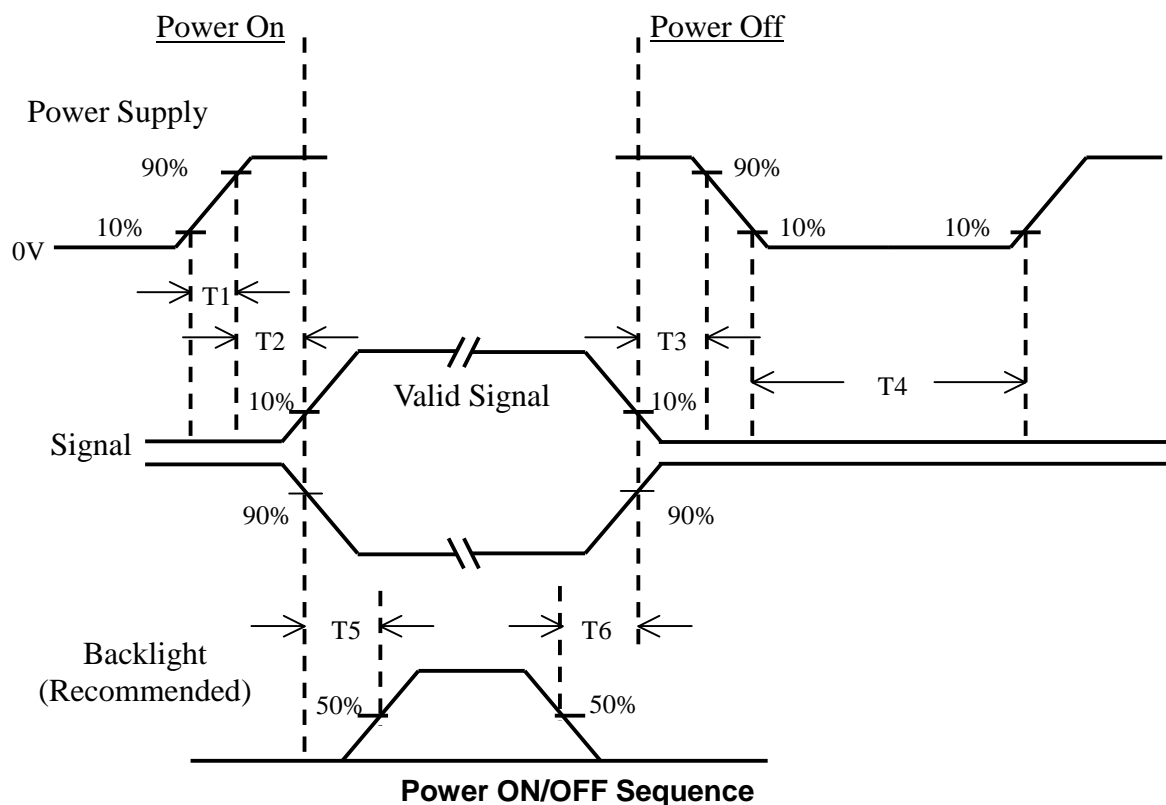 Power On
Power Off
Power Supply
90%
90%
10%
10%
10%
0V
T1
T2
T3
T4
Valid Signal
10%
10%
Signal
90%
90%
T5
T6
Backlight
(Recommended)
50%
50%
Power ON/OFF Sequence